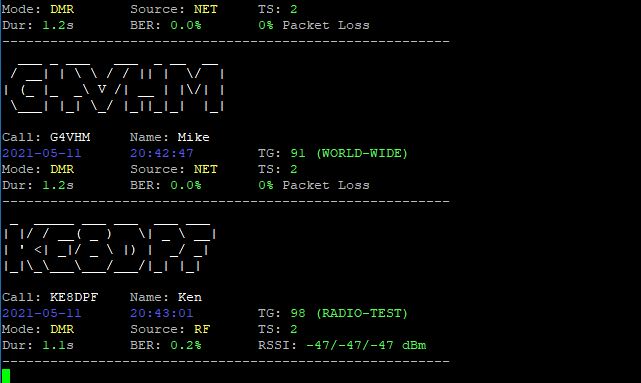 Mode: DMR Source: NET TS: 2
Dur: 1.2s BER: 0.0% 0% Packet Loss
G4VHM
Call: G4VHM Name: Mike
2021-05-11 20:42:47 TG: 91 (WORLD-WIDE)
Mode: DMR Source: NET TS: 2
Dur: 1.2s BER: 0.0% 0% Packet Loss
KE8DPF
Call: KE8DPF Name: Ken
2021-05-11 20:43:01 TG: 98 (RADIO-TEST)
Mode: DMR Source: RF TS: 2
Dur: 1.1s BER: 0.2% RSSI: -47/-47/-47 dBm